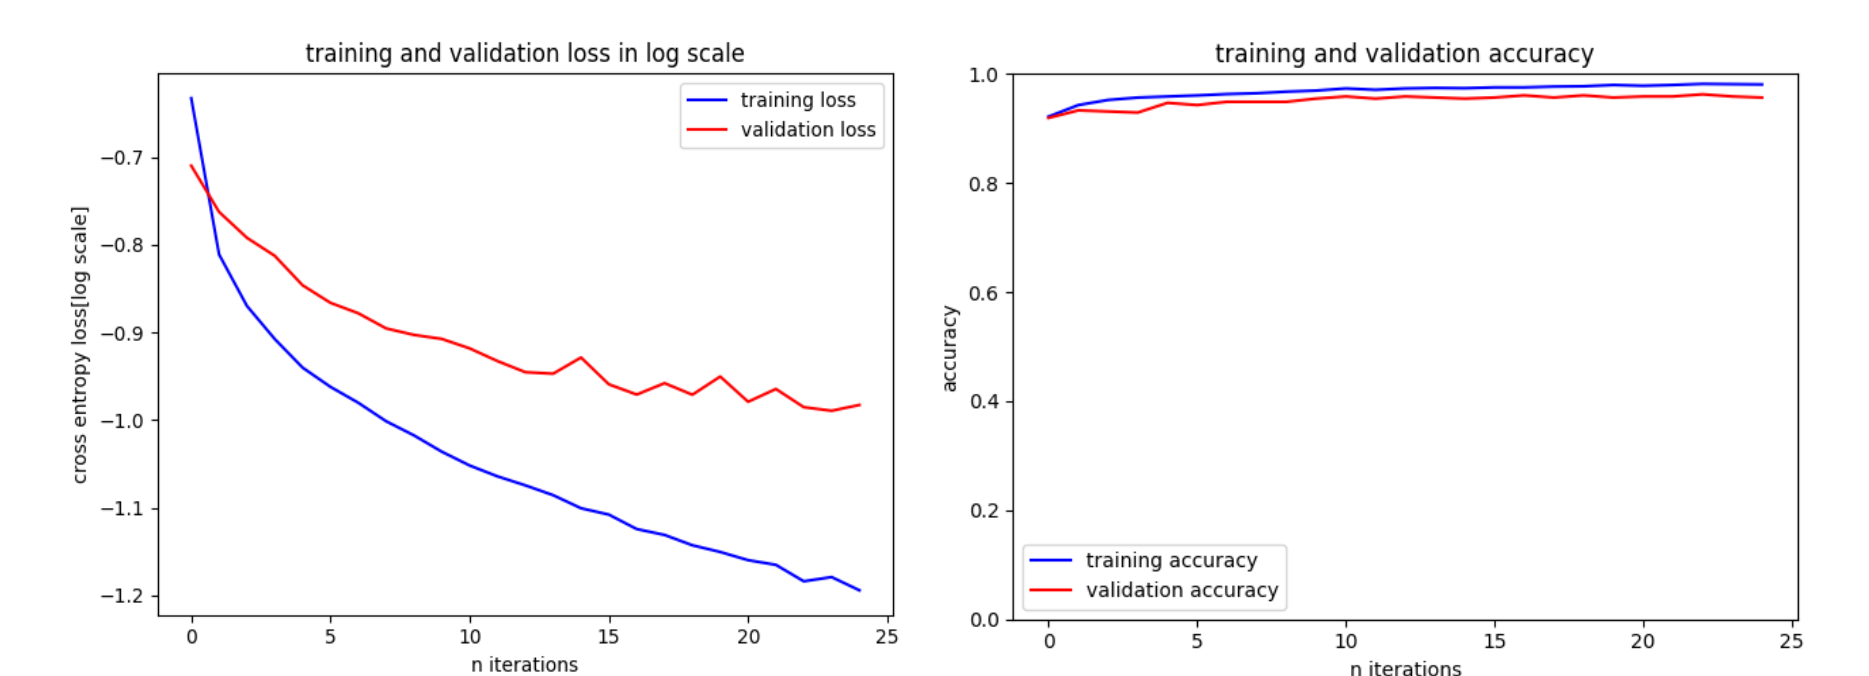 training and validation loss in log scale
training loss
validation loss
−0.7
−0.8
−0.9
−1.0
−1.1
−1.2
cross entropy loss[log scale]
0 5 10 15 20 25
n iterations
training and validation accuracy
1.0
0.8
0.6
0.4
0.2
0.0
accuracy
training accuracy
validation accuracy
0 5 10 15 20 25
n iterations